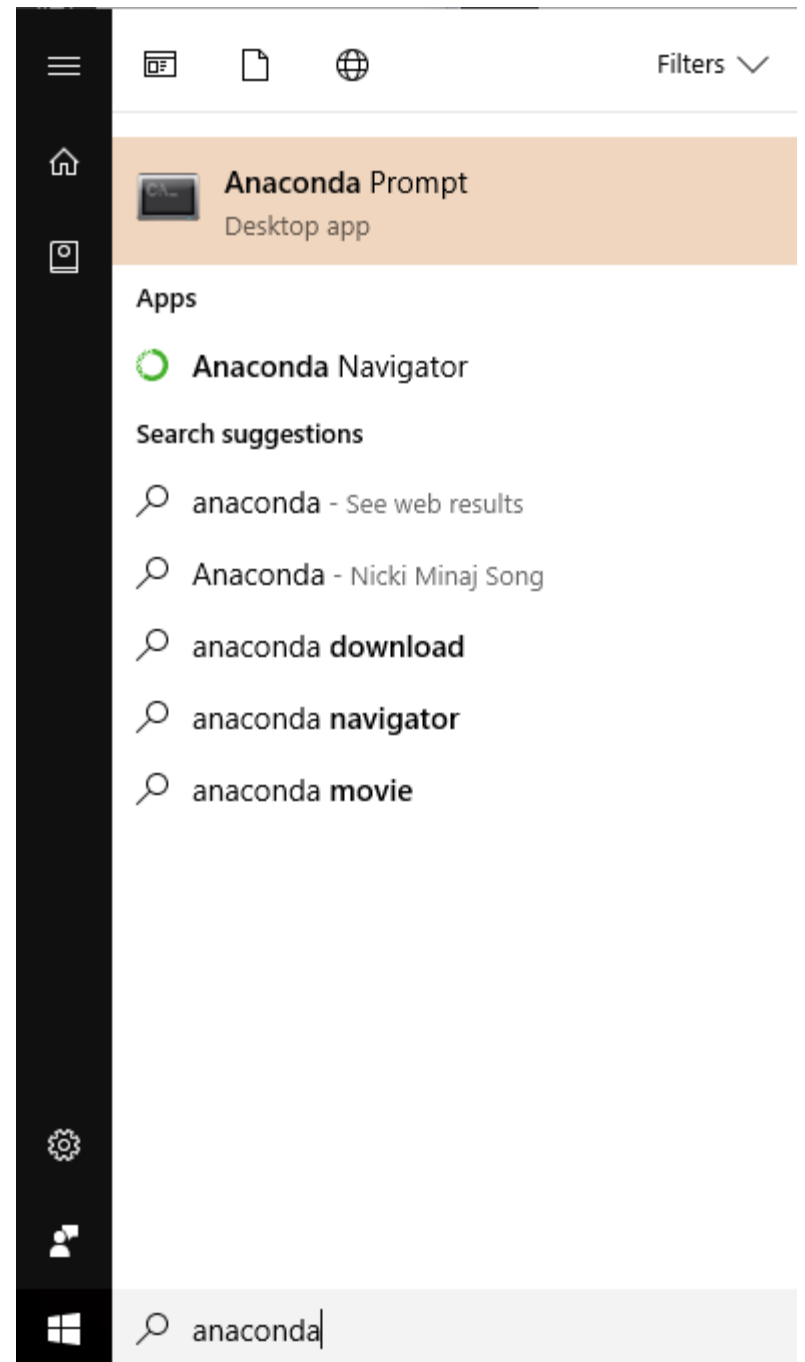 Filters
Anaconda Prompt
Desktop app
Apps
Anaconda Navigator
Search suggestions
anaconda - See web results
Anaconda - Nicki Minaj Song
anaconda download
anaconda navigator
anaconda movie
anaconda